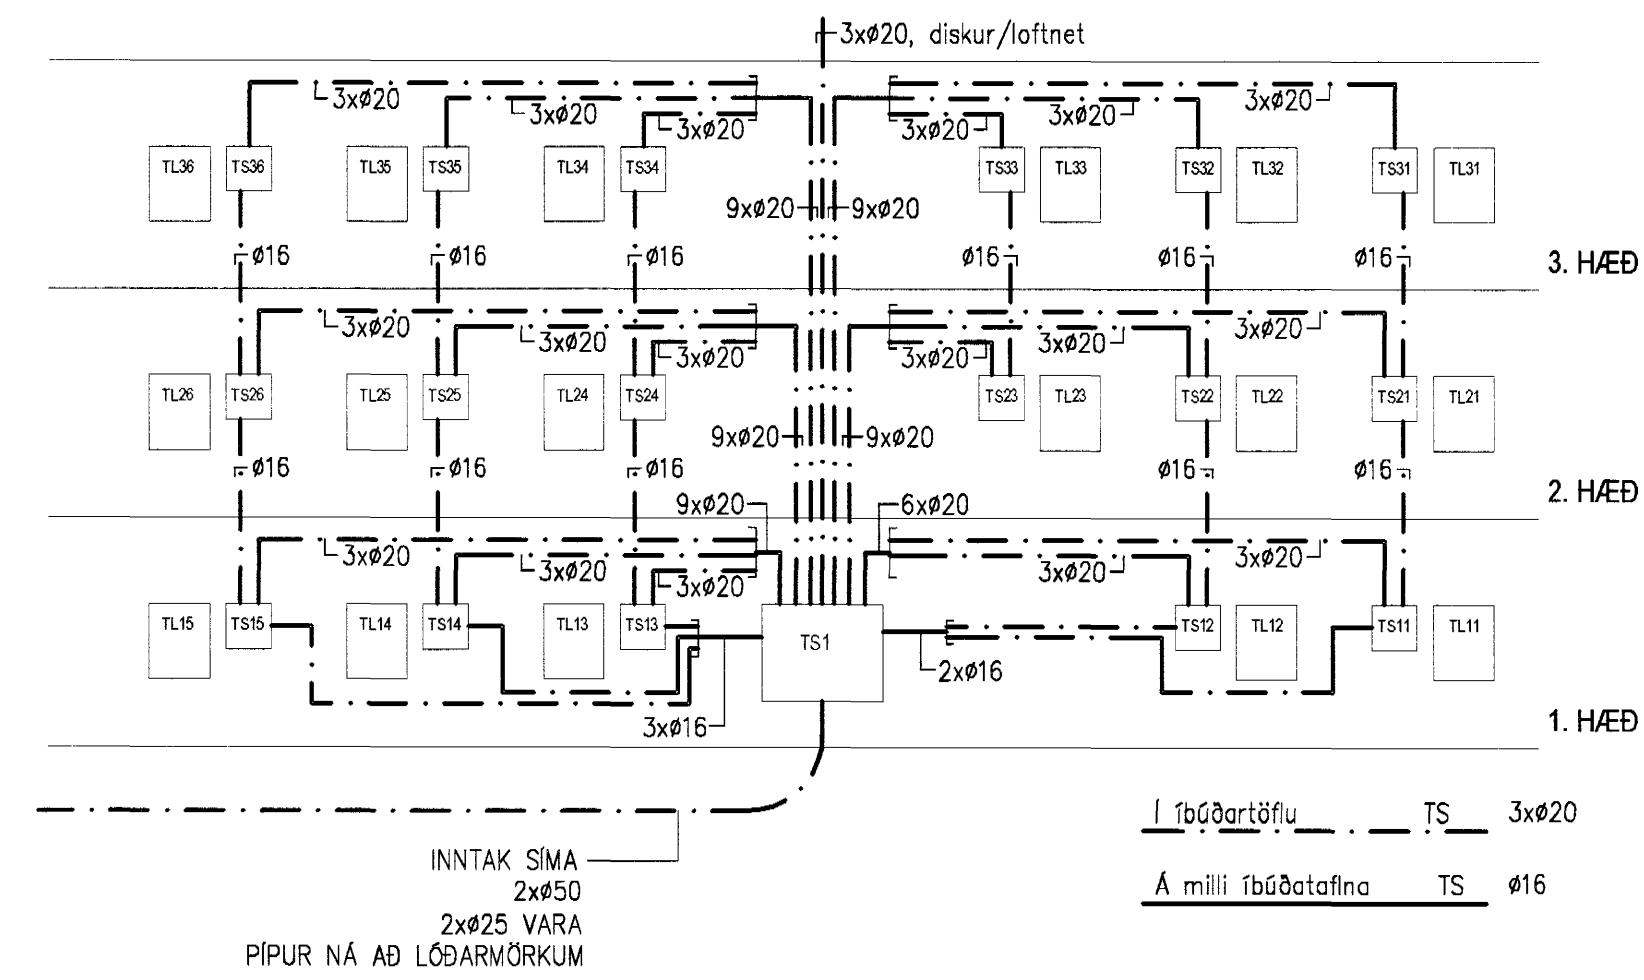 3xø20, diskur/loftnet
3xø20
3xø20
3xø20
3xø20
3xø20
3xø20
TL36
TS36
TL35
TS35
TL34
TS34
TS33
TL33
TS32
TL32
TS31
TL31
9xø20
9xø20
ø16
ø16
ø16
ø16
ø16
ø16
3. HÆÐ
3xø20
3xø20
3xø20
3xø20
3xø20
3xø20
TL26
TS26
TL25
TS25
TL24
TS24
TS23
TL23
TS22
TL22
TS21
TL21
9xø20
9xø20
ø16
ø16
ø16
ø16
ø16
2. HÆÐ
9xø20
6xø20
3xø20
3xø20
3xø20
3xø20
3xø20
TL15
TS15
TL14
TS14
TL13
TS13
TS1
TS12
TL12
TS11
TL11
2xø16
3xø16
1. HÆÐ
Í íbúðartöflu TS 3xø20
Á milli íbúðataflna TS ø16
INNTAK SÍMA
2xø50
2xø25 VARA
PÍPUR NÁ AÐ LÓÐARMÖRKUM